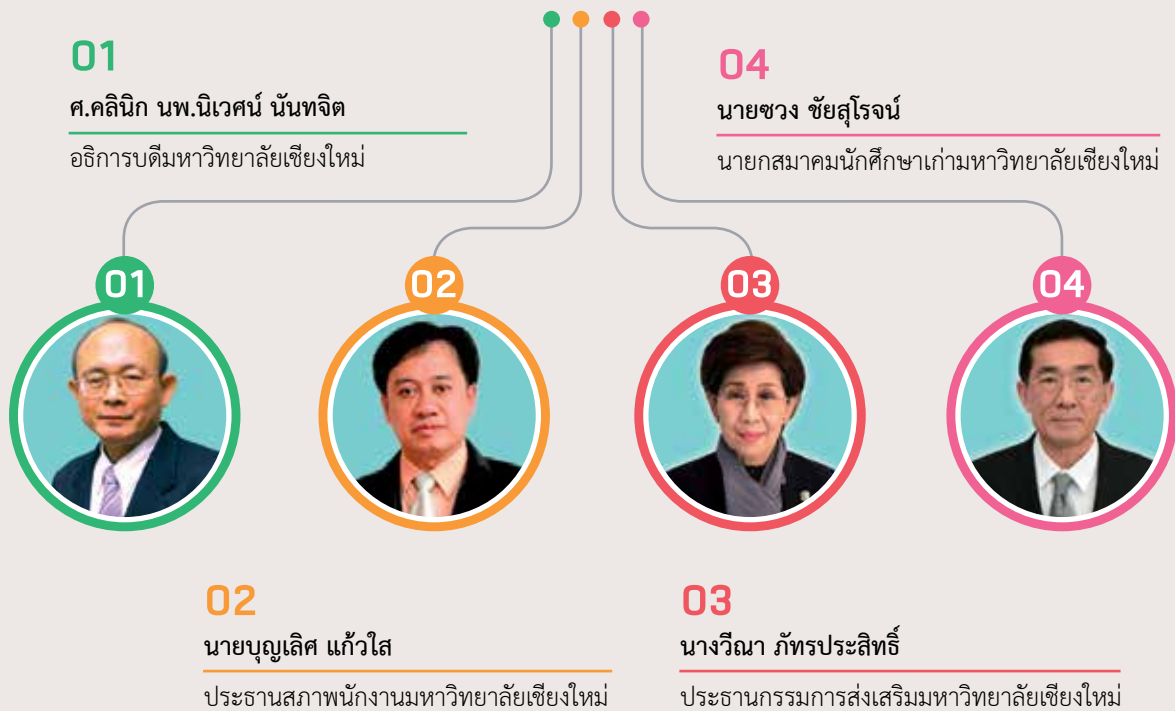 01
ศ.คลินิก นพ.นิเวศน์ นันทจิต
อธิการบดีมหาวิทยาลัยเชียงใหม่
04
นายซวง ชัยสุโรจน์
นายกสมาคมนักศึกษาเก่ามหาวิทยาลัยเชียงใหม่
01
02
03
04
02
นายบุญเลิศ แก้วใส
ประธานสภาพนักงานมหาวิทยาลัยเชียงใหม่
03
นางวีณา ภัทรประสิทธิ์
ประธานกรรมการส่งเสริมมหาวิทยาลัยเชียงใหม่